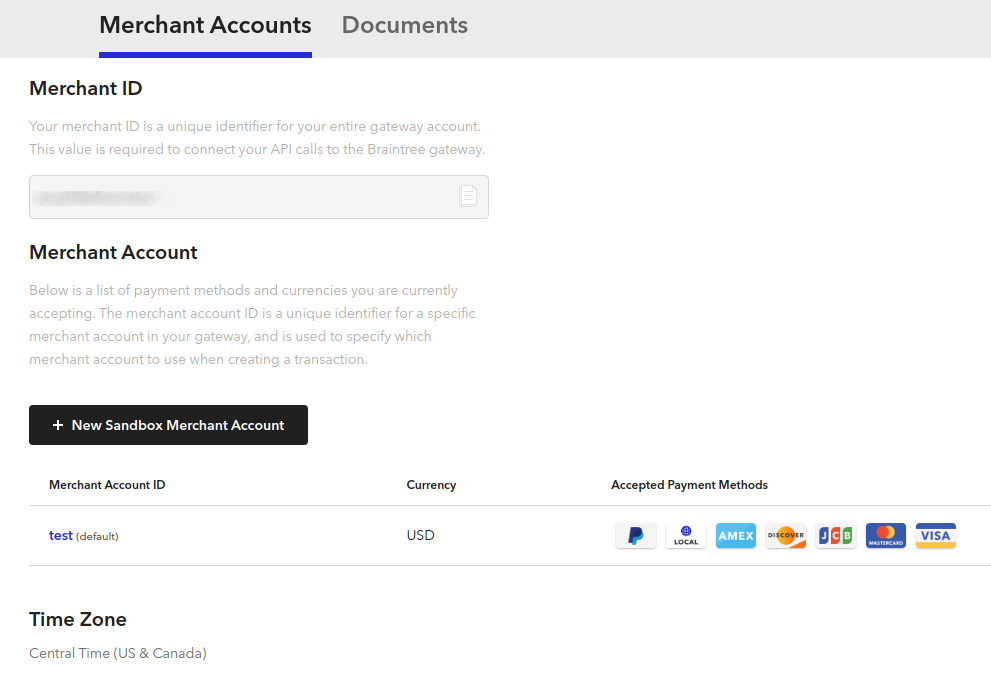 Merchant Accounts Documents
Merchant ID
Your merchant ID is a unique identifier for your entire gateway account.
This value is required to connect your API calls to the Braintree gateway.
Merchant Account
Below is a list of payment methods and currencies you are currently
accepting. The merchant account ID is a unique identifier for a specific
merchant account in your gateway, and is used to specify which
merchant account to use when creating a transaction.
+ New Sandbox Merchant Account
Merchant Account ID Currency Accepted Payment Methods
test (default) USD LOCAL AMEX DISCOVER JCB MASTERCARD VISA
Time Zone
Central Time (US & Canada)